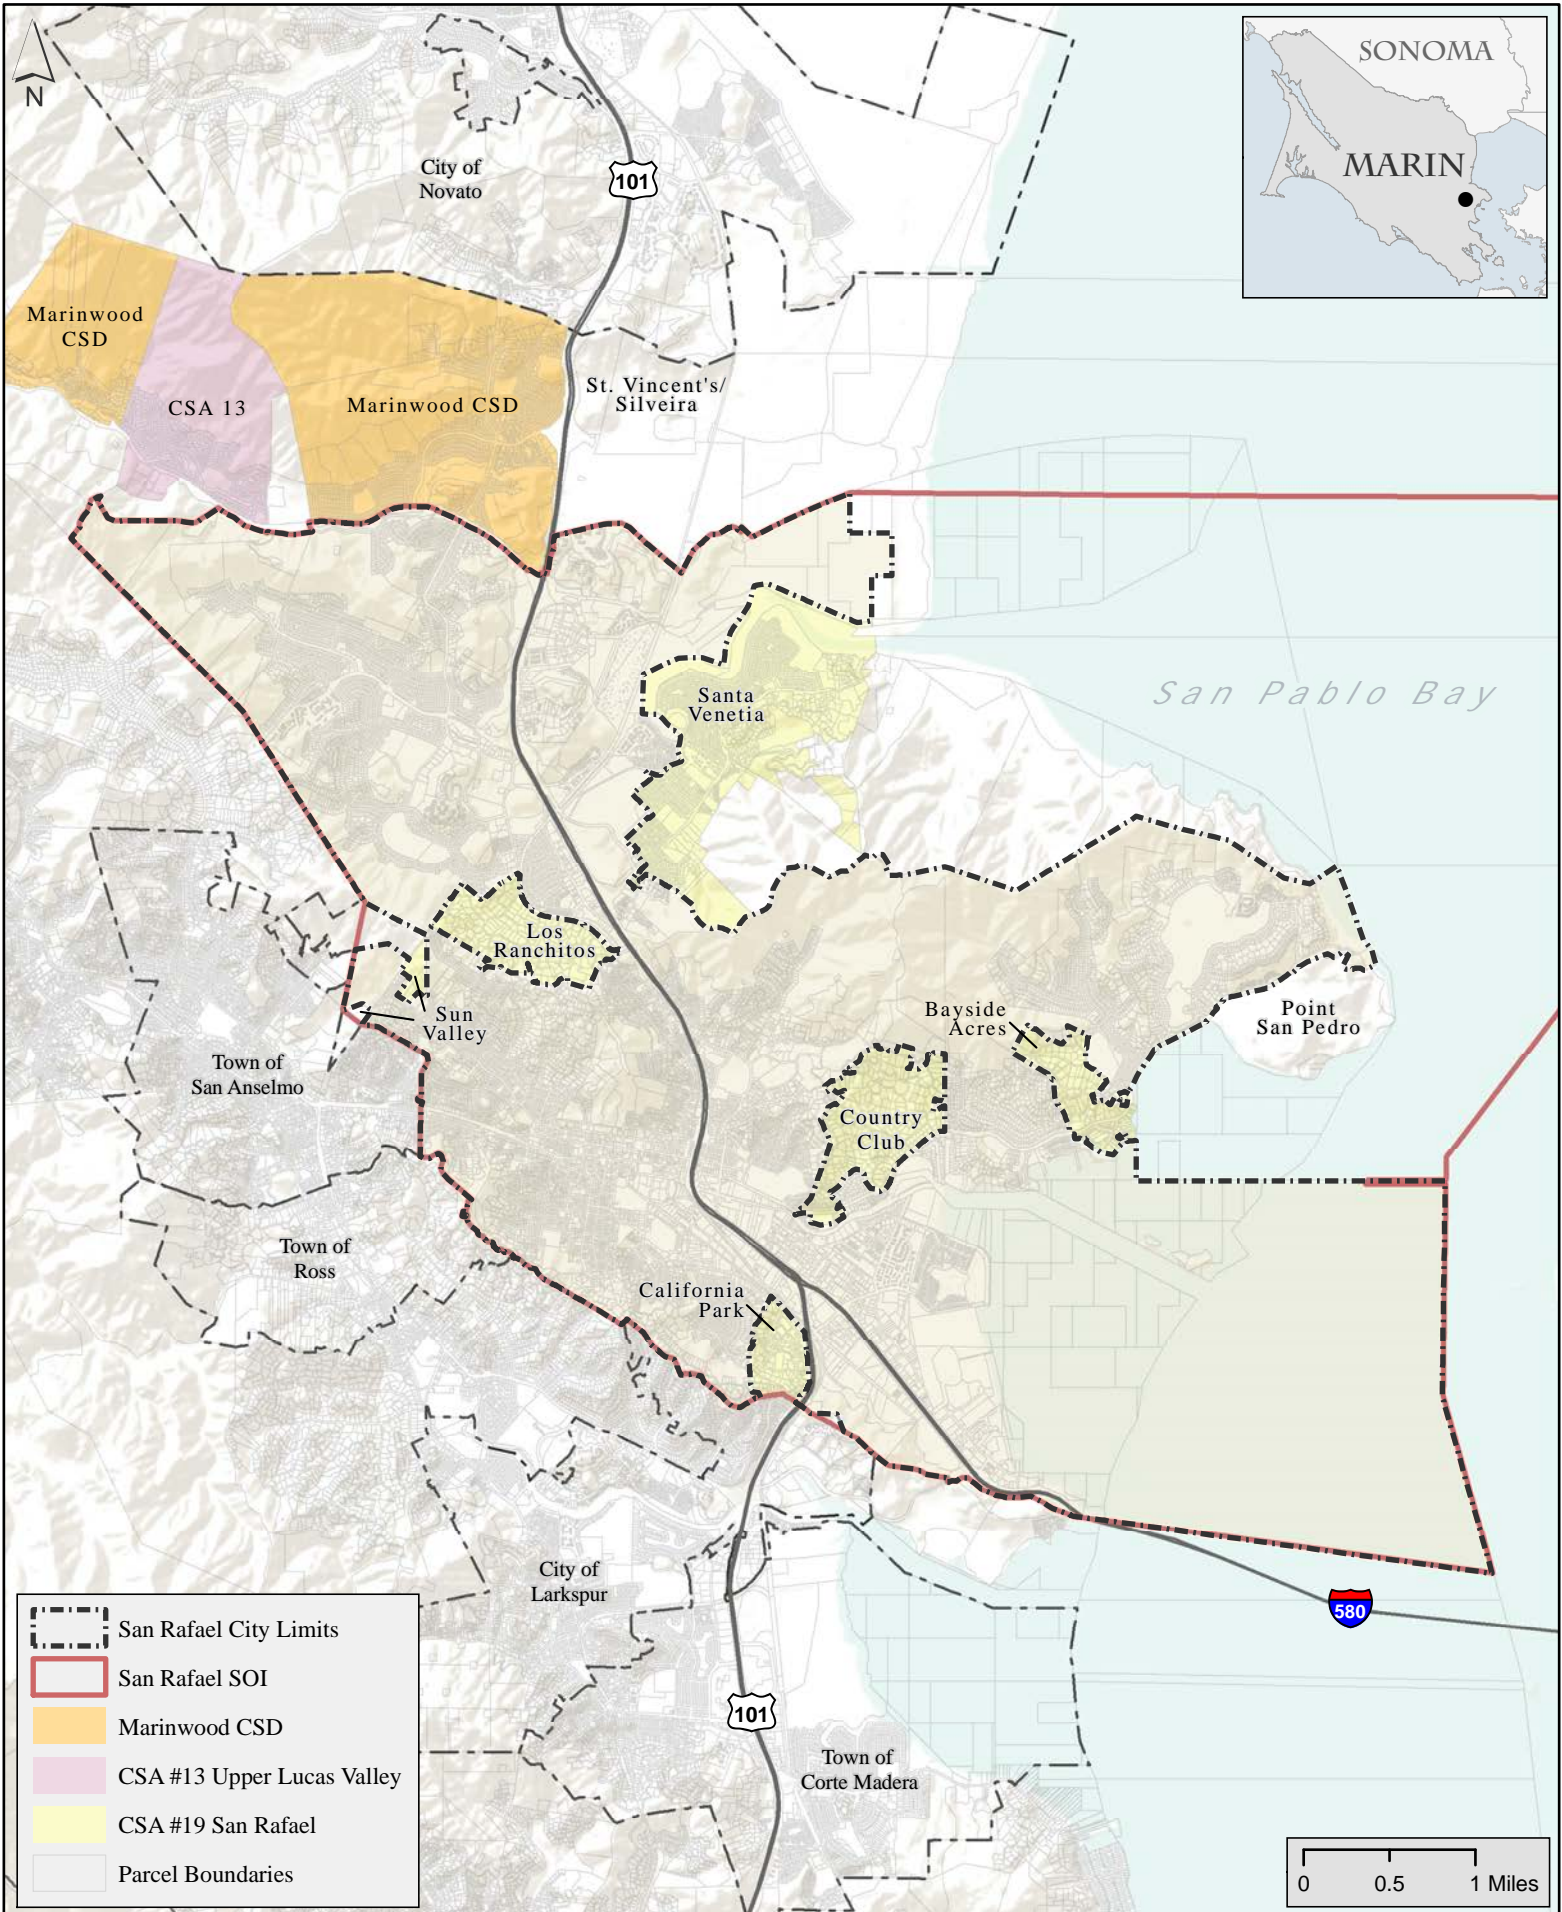 N
SONOMA
MARIN
City of
Novato
101
Marinwood
CSD
CSA 13
Marinwood CSD
St. Vincent's/
Silveira
Santa
Venetia
San Pablo Bay
Los
Ranchitos
Sun
Valley
Bayside
Acres
Point
San Pedro
Town of
San Anselmo
Country
Club
Town of
Ross
California
Park
City of
Larkspur
580
101
Town of
Corte Madera
San Rafael City Limits
San Rafael SOI
Marinwood CSD
CSA #13 Upper Lucas Valley
CSA #19 San Rafael
Parcel Boundaries
0 0.5 1 Miles